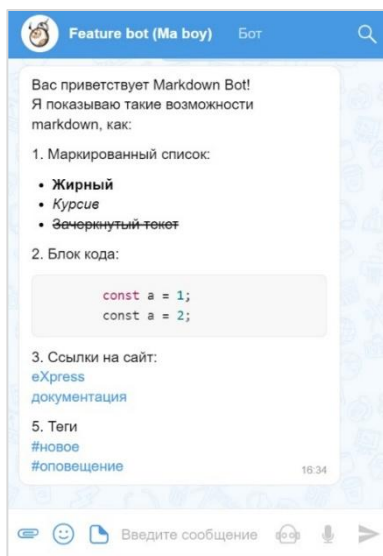 Feature bot (Ma boy) Бот
Вас приветствует Markdown Bot!
Я показываю такие возможности
markdown, как:
1. Маркированный список:
• Жирный
• Курсив
• Зачеркнутый текст
2. Блок кода:
const a = 1;
const a = 2;
3. Ссылки на сайт:
eXpress
документация
5. Теги
#новое
#оповещение
16:34
Введите сообщение